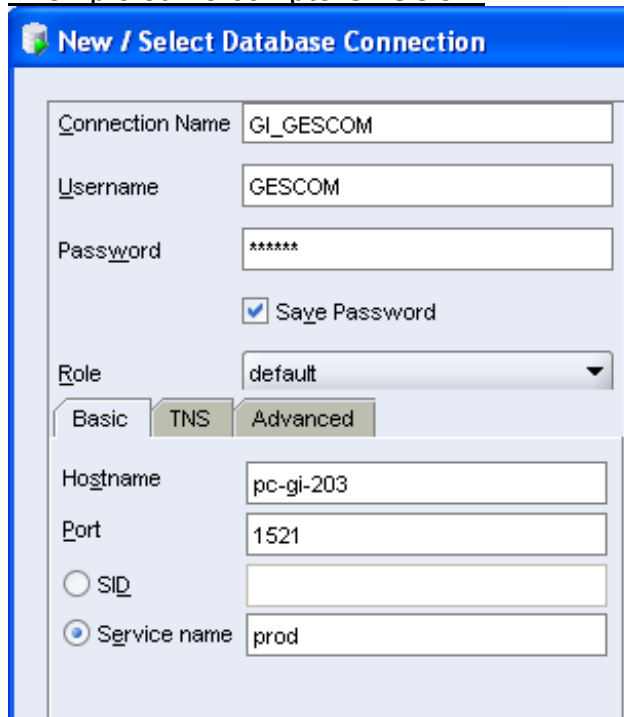 New / Select Database Connection
Connection Name GI_GESCOM
Username GESCOM
Password ******
Save Password
Role default
Basic TNS Advanced
Hostname pc-gi-203
Port 1521
SID
Service name prod